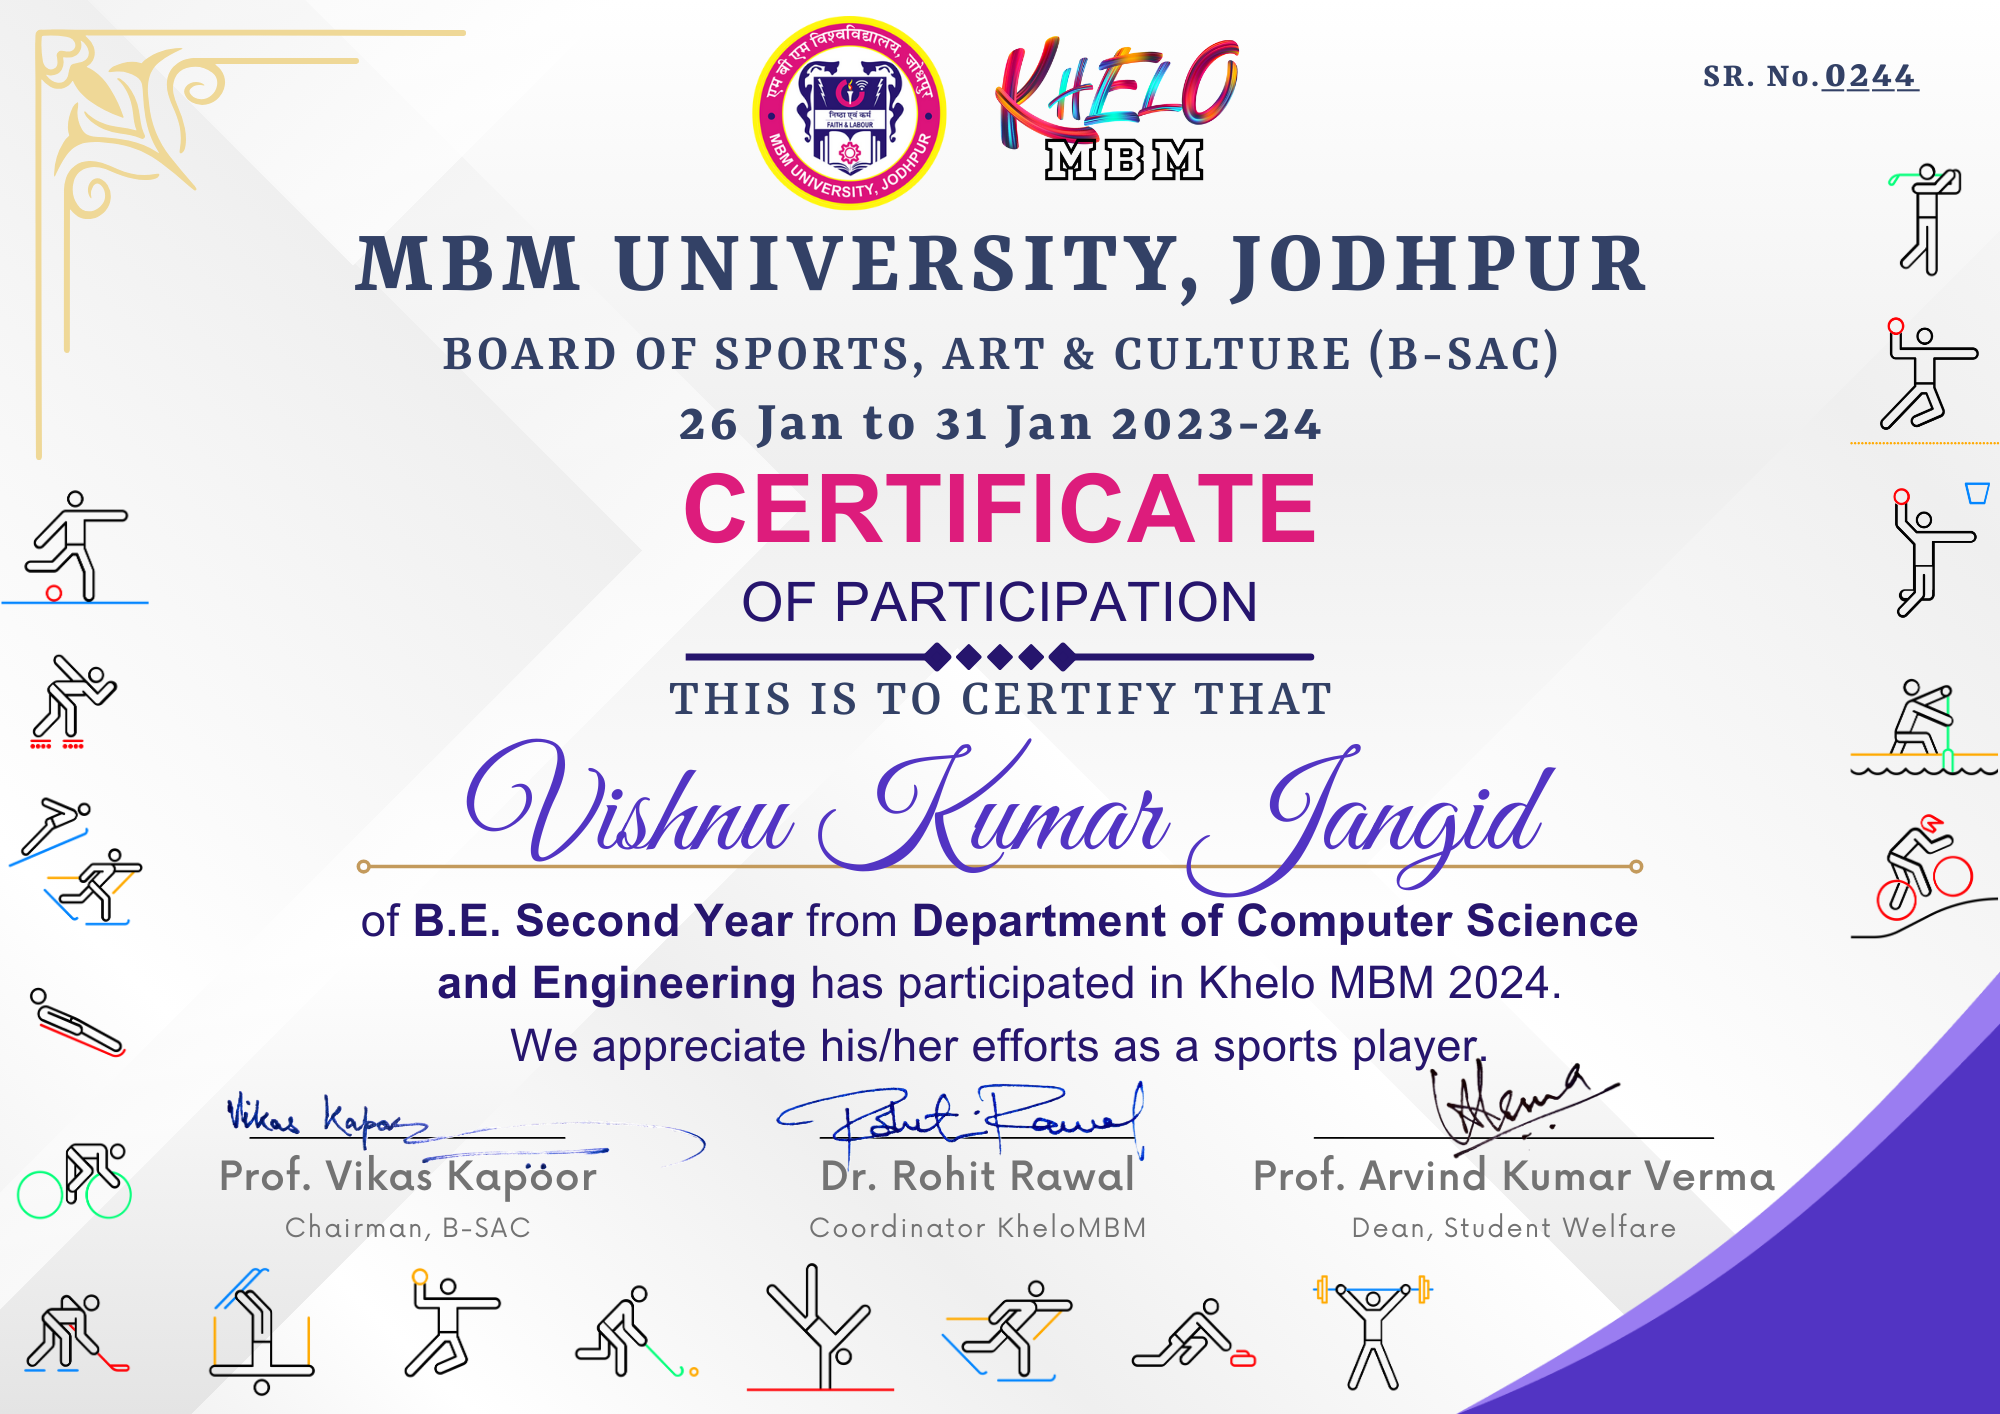 एम बी एम विश्वविद्यालय, जोधपुर
निष्ठा एवं कर्म
FAITH & LABOUR
MBM UNIVERSITY, JODHPUR
KHELO
MBM
SR. No.0244
MBM UNIVERSITY, JODHPUR
BOARD OF SPORTS, ART & CULTURE (B-SAC)
26 Jan to 31 Jan 2023-24
CERTIFICATE
OF PARTICIPATION
THIS IS TO CERTIFY THAT
Vishnu Kumar Jangid
of B.E. Second Year from Department of Computer Science
and Engineering has participated in Khelo MBM 2024.
We appreciate his/her efforts as a sports player.
Vikas Kapoor
Rohit Rawal
Prof. Vikas Kapoor
Dr. Rohit Rawal
Prof. Arvind Kumar Verma
Chairman, B-SAC
Coordinator KheloMBM
Dean, Student Welfare